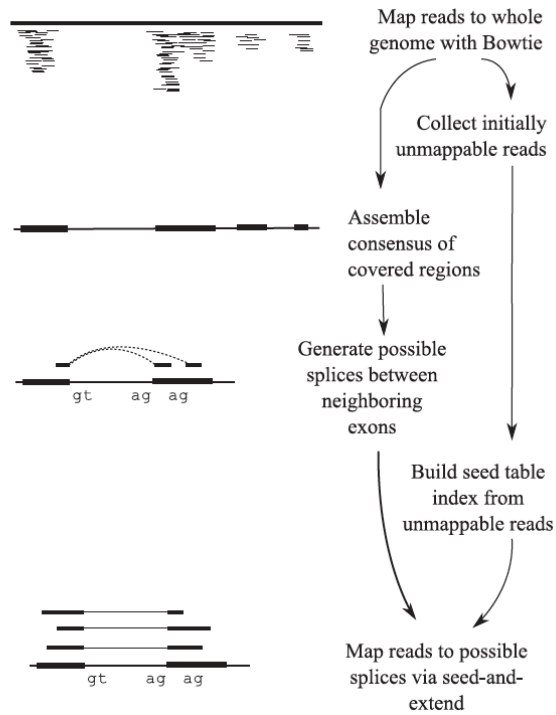 Map reads to whole
genome with Bowtie
Collect initially
unmappable reads
Assemble
consensus of
covered regions
Generate possible
splices between
neighboring
exons
gt ag ag
Build seed table
index from
unmappable reads
Map reads to possible
splices via seed-and-
extend
gt ag ag